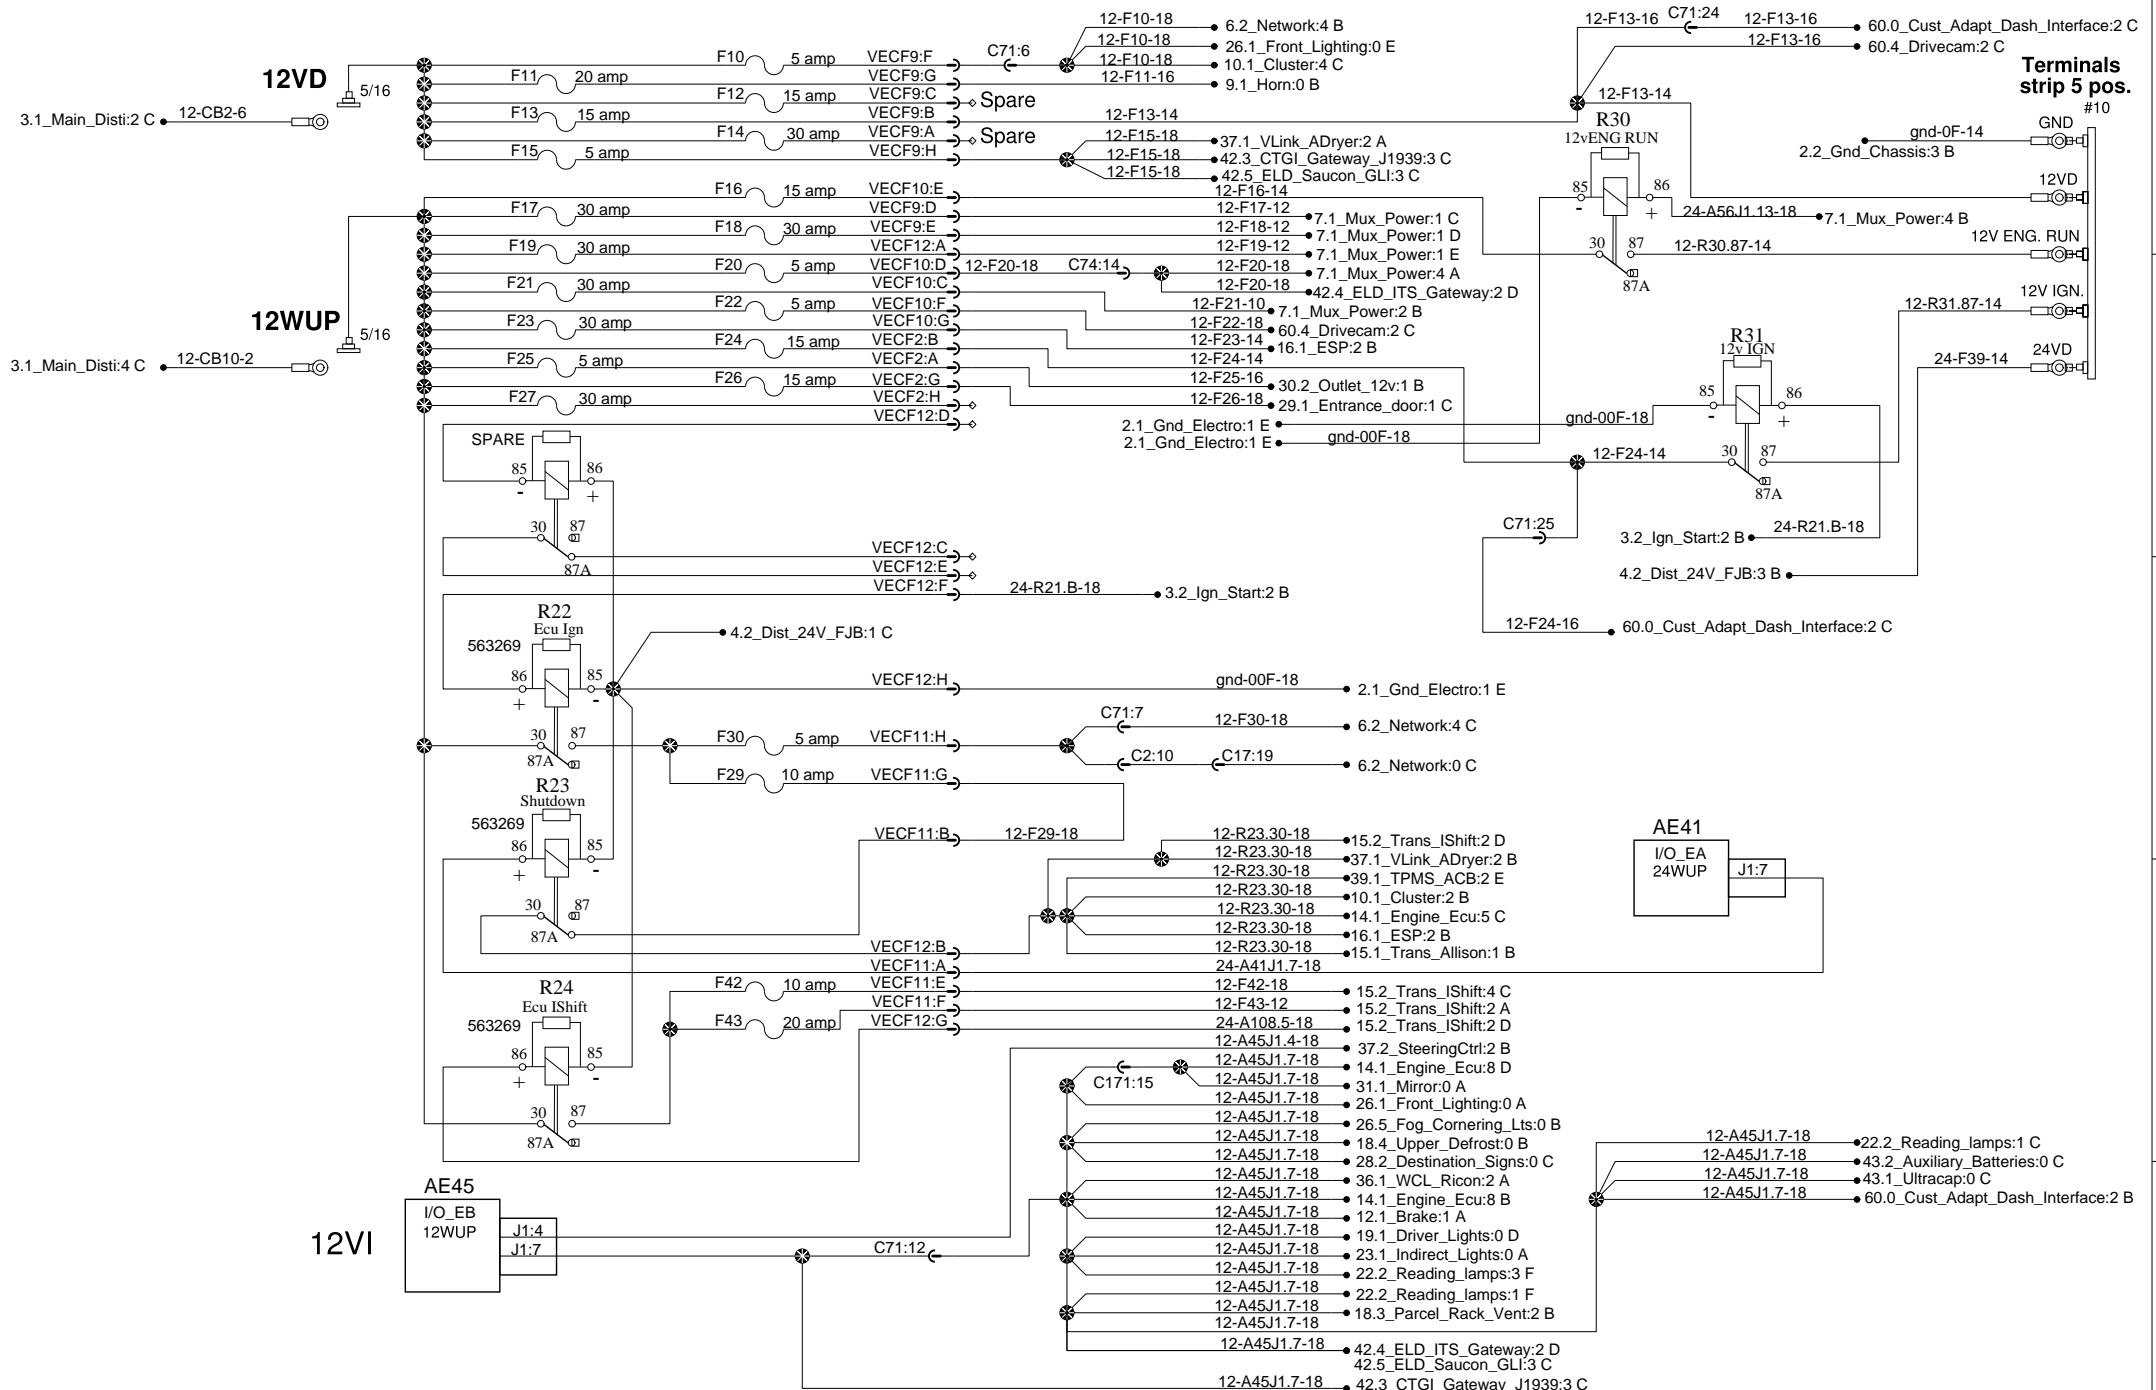 12-F10-18 6.2_Network:4 B
12-F13-16 C71:24 12-F13-16 60.0_Cust_Adapt_Dash_Interface:2 C
12-F10-18 26.1_Front_Lighting:0 E
12-F13-16 60.4_Drivecam:2 C
F10 5 amp VECF9:F C71:6 12-F10-18 10.1_Cluster:4 C
12VD 5/16 F11 20 amp VECF9:G 12-F11-16 9.1_Horn:0 B
Terminals
strip 5 pos.
#10
F12 15 amp VECF9:C Spare
12-F13-14
3.1_Main_Disti:2 C 12-CB2-6 F13 15 amp VECF9:B 12-F13-14
R30
12vENG RUN
GND
F14 30 amp VECF9:A Spare
12-F15-18 37.1_VLink_ADryer:2 A
gnd-0F-14
2.2_Gnd_Chassis:3 B
F15 5 amp VECF9:H 12-F15-18 42.3_CTGI_Gateway_J1939:3 C
12-F15-18 42.5_ELD_Saucon_GLI:3 C
12VD
F16 15 amp VECF10:E 12-F16-14
85 86
- +
F17 30 amp VECF9:D 12-F17-12 7.1_Mux_Power:1 C
24-A56J1.13-18 7.1_Mux_Power:4 B
F18 30 amp VECF9:E 12-F18-12 7.1_Mux_Power:1 D
F19 30 amp VECF12:A 12-F19-12 7.1_Mux_Power:1 E
30 87 12-R30.87-14 12V ENG. RUN
87A
F20 5 amp VECF10:D 12-F20-18 C74:14 12-F20-18 7.1_Mux_Power:4 A
12-F20-18 42.4_ELD_ITS_Gateway:2 D
F21 30 amp VECF10:C 12-F21-10 7.1_Mux_Power:2 B
12-R31.87-14 12V IGN.
12WUP 5/16 F22 5 amp VECF10:F 12-F22-18 60.4_Drivecam:2 C
F23 30 amp VECF10:G 12-F23-14 16.1_ESP:2 B
R31
12v IGN
F24 15 amp VECF2:B 12-F24-14
24-F39-14 24VD
3.1_Main_Disti:4 C 12-CB10-2 F25 5 amp VECF2:A 12-F25-16 30.2_Outlet_12v:1 B
F26 15 amp VECF2:G 12-F26-18 29.1_Entrance_door:1 C
85 86
- +
F27 30 amp VECF2:H
VECF12:D
2.1_Gnd_Electro:1 E gnd-00F-18
2.1_Gnd_Electro:1 E gnd-00F-18
SPARE
85 86
- +
12-F24-14 30 87
87A
30 87
87A
C71:25
3.2_Ign_Start:2 B 24-R21.B-18
VECF12:C
VECF12:E
4.2_Dist_24V_FJB:3 B
VECF12:F 24-R21.B-18 3.2_Ign_Start:2 B
R22
Ecu Ign
563269
4.2_Dist_24V_FJB:1 C
12-F24-16 60.0_Cust_Adapt_Dash_Interface:2 C
86 85
+ -
VECF12:H gnd-00F-18 2.1_Gnd_Electro:1 E
C71:7 12-F30-18 6.2_Network:4 C
30 87
87A
F30 5 amp VECF11:H
C2:10 C17:19 6.2_Network:0 C
F29 10 amp VECF11:G
R23
Shutdown
563269
VECF11:B 12-F29-18
86 85
+ -
12-R23.30-18 15.2_Trans_IShift:2 D
12-R23.30-18 37.1_VLink_ADryer:2 B
12-R23.30-18 39.1_TPMS_ACB:2 E
12-R23.30-18 10.1_Cluster:2 B
12-R23.30-18 14.1_Engine_Ecu:5 C
12-R23.30-18 16.1_ESP:2 B
12-R23.30-18 15.1_Trans_Allison:1 B
AE41
I/O_EA
24WUP
J1:7
30 87
87A
VECF12:B
VECF11:A 24-A41J1.7-18
R24
Ecu IShift
563269
F42 10 amp VECF11:E 12-F42-18 15.2_Trans_IShift:4 C
F43 20 amp VECF11:F 12-F43-12 15.2_Trans_IShift:2 A
VECF12:G 24-A108.5-18 15.2_Trans_IShift:2 D
86 85
+ -
12-A45J1.4-18 37.2_SteeringCtrl:2 B
12-A45J1.7-18 14.1_Engine_Ecu:8 D
C171:15 12-A45J1.7-18 31.1_Mirror:0 A
12-A45J1.7-18 26.1_Front_Lighting:0 A
30 87
87A
12-A45J1.7-18 26.5_Fog_Cornering_Lts:0 B
12-A45J1.7-18 18.4_Upper_Defrost:0 B
12-A45J1.7-18 28.2_Destination_Signs:0 C
12-A45J1.7-18 36.1_WCL_Ricon:2 A
12-A45J1.7-18 14.1_Engine_Ecu:8 B
12-A45J1.7-18 12.1_Brake:1 A
12-A45J1.7-18 19.1_Driver_Lights:0 D
12-A45J1.7-18 23.1_Indirect_Lights:0 A
12-A45J1.7-18 22.2_Reading_lamps:3 F
12-A45J1.7-18 22.2_Reading_lamps:1 F
12-A45J1.7-18 18.3_Parcel_Rack_Vent:2 B
12-A45J1.7-18
12-A45J1.7-18 22.2_Reading_lamps:1 C
12-A45J1.7-18 43.2_Auxiliary_Batteries:0 C
12-A45J1.7-18 43.1_Ultracap:0 C
12-A45J1.7-18 60.0_Cust_Adapt_Dash_Interface:2 B
AE45
I/O_EB
12WUP
12VI
J1:4
J1:7
C71:12
12-A45J1.7-18 42.4_ELD_ITS_Gateway:2 D
42.5_ELD_Saucon_GLI:3 C
12-A45J1.7-18 42.3_CTGI_Gateway_J1939:3 C